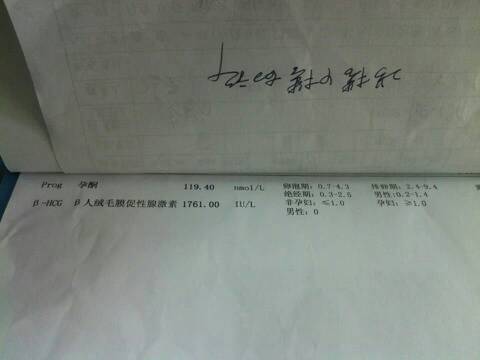 Prog 孕酮 119.40 nmol/L 卵泡期: 0.7-4.3 排卵期: 2.4-9.4
绝经期: 0.3-2.5 男性: 0.2-1.4
β-HCG β人绒毛膜促性腺激素 1761.00 IU/L 非孕妇: ≤1.0 孕妇: ≥1.0
男性: 0